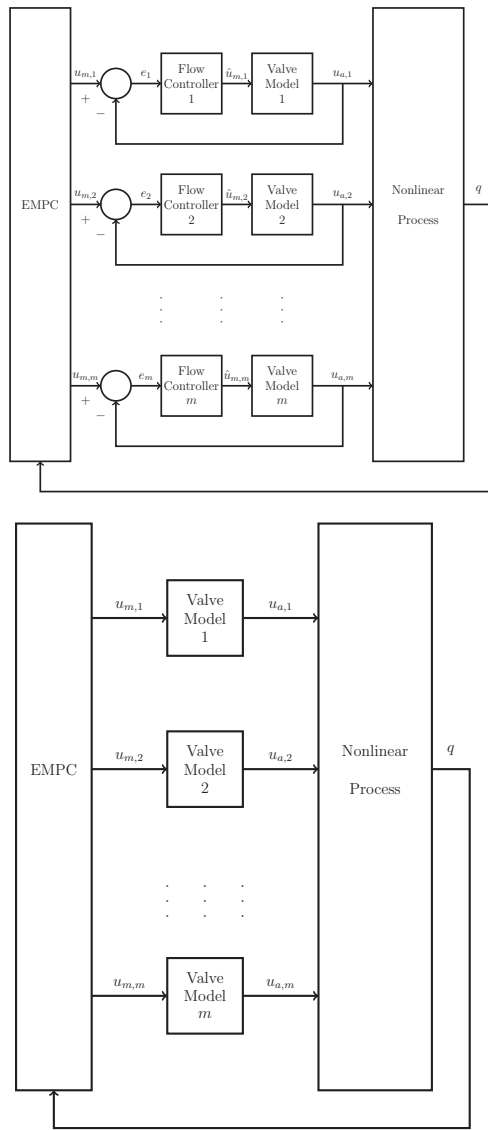 EMPC
u_{m,1}
+
−
e_1
Flow
Controller
1
û_{m,1}
Valve
Model
1
u_{a,1}
u_{m,2}
+
−
e_2
Flow
Controller
2
û_{m,2}
Valve
Model
2
u_{a,2}
. . .
. . .
. . .
u_{m,m}
+
−
e_m
Flow
Controller
m
û_{m,m}
Valve
Model
m
u_{a,m}
Nonlinear
Process
q
EMPC
u_{m,1}
Valve
Model
1
u_{a,1}
u_{m,2}
Valve
Model
2
u_{a,2}
. . .
. . .
. . .
u_{m,m}
Valve
Model
m
u_{a,m}
Nonlinear
Process
q